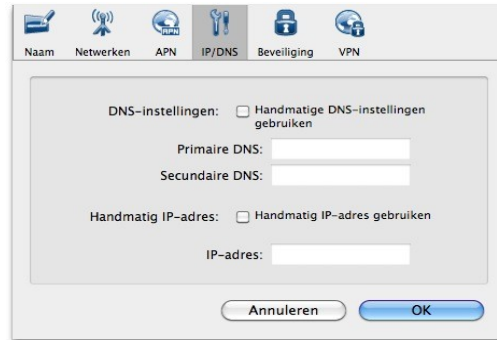 Naam Netwerken APN IP/DNS Beveiliging VPN
DNS-instellingen: Handmatige DNS-instellingen
gebruiken
Primaire DNS:
Secundaire DNS:
Handmatig IP-adres: Handmatig IP-adres gebruiken
IP-adres:
Annuleren OK